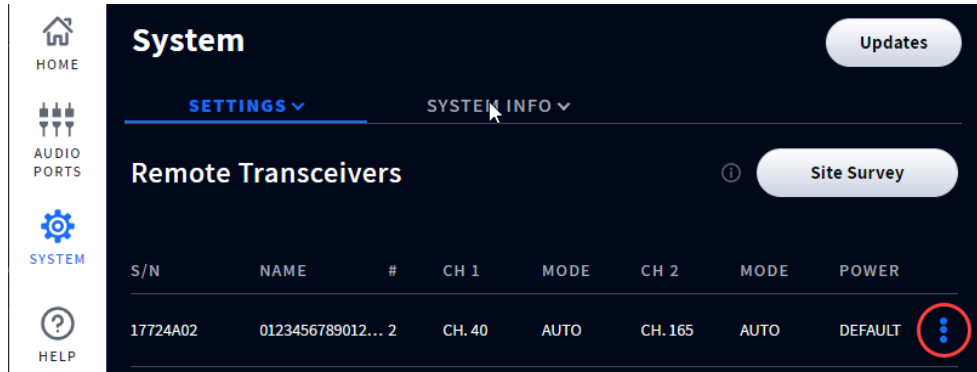 HOME
AUDIO
PORTS
SYSTEM
HELP
System
Updates
SETTINGS
SYSTEM INFO
Remote Transceivers
Site Survey
S/N NAME # CH 1 MODE CH 2 MODE POWER
17724A02 0123456789012... 2 CH. 40 AUTO CH. 165 AUTO DEFAULT